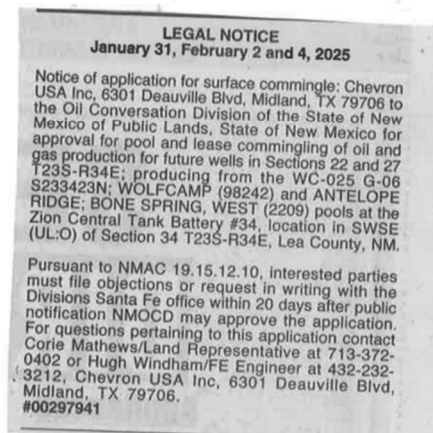 LEGAL NOTICE
January 31, February 2 and 4, 2025
Notice of application for surface commingle: Chevron
USA Inc, 6301 Deauville Blvd, Midland, TX 79706 to
the Oil Conversation Division of the State of New
Mexico of Public Lands, State of New Mexico for
approval for pool and lease commingling of oil and
gas production for future wells in Sections 22 and 27
T23S-R34E; producing from the WC-025 G-06
S233423N; WOLFCAMP (98242) and ANTELOPE
RIDGE; BONE SPRING, WEST (2209) pools at the
Zion Central Tank Battery #34, location in SWSE
(UL:O) of Section 34 T23S-R34E, Lea County, NM.
Pursuant to NMAC 19.15.12.10, interested parties
must file objections or request in writing with the
Divisions Santa Fe office within 20 days after public
notification NMOCD may approve the application.
For questions pertaining to this application contact
Corie Mathews/Land Representative at 713-372-
0402 or Hugh Windham/FE Engineer at 432-232-
3212, Chevron USA Inc, 6301 Deauville Blvd,
Midland, TX 79706.
#00297941